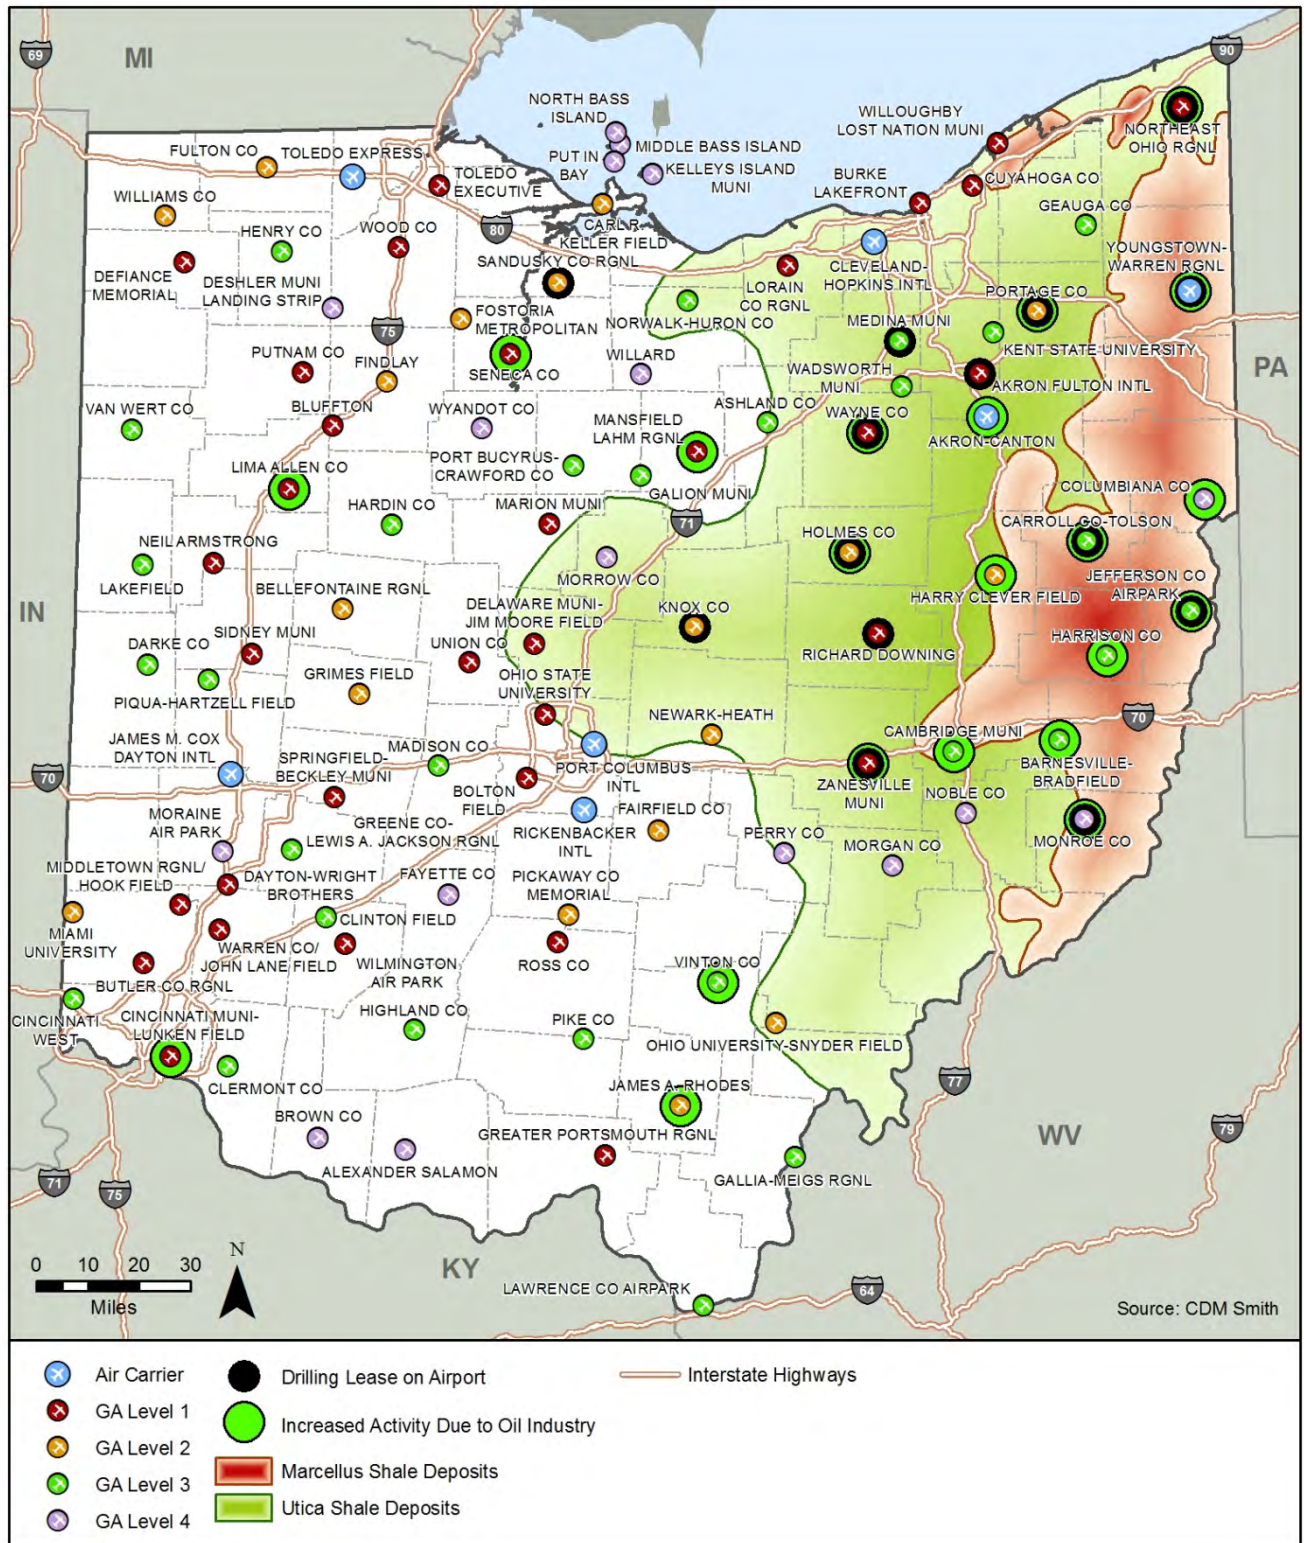 MI
69
90
NORTH BASS
ISLAND
WILLOUGHBY
LOST NATION MUNI
NORTHEAST
OHIO RGNL
FULTON CO
TOLEDO EXPRESS
PUT IN
BAY
MIDDLE BASS ISLAND
KELLEYS ISLAND
MUNI
TOLEDO
EXECUTIVE
BURKE
LAKEFRONT
CUYAHOGA CO
WILLIAMS CO
GEAUGA CO
HENRY CO
WOOD CO
80
CARL R.
KELLER FIELD
SANDUSKY CO RGNL
YOUNGSTOWN-
WARREN RGNL
DEFIANCE
MEMORIAL
DESHLER MUNI
LANDING STRIP
LORAIN
CO RGNL
CLEVELAND-
HOPKINS INTL
PORTAGE CO
FOSTORIA
METROPOLITAN
NORWALK-HURON CO
MEDINA MUNI
75
KENT STATE UNIVERSITY
PUTNAM CO
FINDLAY
SENECA CO
WILLARD
WADSWORTH
MUNI
AKRON FULTON INTL
PA
VAN WERT CO
BLUFFTON
WYANDOT CO
MANSFIELD
LAHM RGNL
ASHLAND CO
WAYNE CO
AKRON-CANTON
LIMA ALLEN CO
PORT BUCYRUS-
CRAWFORD CO
GALION MUNI
COLUMBIANA CO
HARDIN CO
MARION MUNI
71
HOLMES CO
CARROLL CO-TOLSON
NEIL ARMSTRONG
LAKEFIELD
BELLEFONTAINE RGNL
MORROW CO
HARRY CLEVER FIELD
JEFFERSON CO
AIRPARK
IN
DELAWARE MUNI-
JIM MOORE FIELD
KNOX CO
DARKE CO
SIDNEY MUNI
UNION CO
RICHARD DOWNING
HARRISON CO
PIQUA-HARTZELL FIELD
GRIMES FIELD
OHIO STATE
UNIVERSITY
NEWARK-HEATH
70
JAMES M. COX
DAYTON INTL
SPRINGFIELD-
BECKLEY MUNI
MADISON CO
CAMBRIDGE MUNI
70
PORT COLUMBUS
INTL
BARNESVILLE-
BRADFIELD
BOLTON
FIELD
ZANESVILLE
MUNI
NOBLE CO
MORAINE
AIR PARK
GREENE CO-
LEWIS A. JACKSON RGNL
RICKENBACKER
INTL
FAIRFIELD CO
PERRY CO
MORGAN CO
MONROE CO
MIDDLETOWN RGNL/
HOOK FIELD
DAYTON-WRIGHT
BROTHERS
FAYETTE CO
PICKAWAY CO
MEMORIAL
CLINTON FIELD
MIAMI
UNIVERSITY
WARREN CO/
JOHN LANE FIELD
WILMINGTON
AIR PARK
ROSS CO
VINTON CO
BUTLER CO RGNL
CINCINNATI
WEST
CINCINNATI MUNI-
LUNKEN FIELD
HIGHLAND CO
PIKE CO
OHIO UNIVERSITY-SNYDER FIELD
CLERMONT CO
JAMES A. RHODES
77
BROWN CO
GREATER PORTSMOUTH RGNL
WV
79
ALEXANDER SALAMON
GALLIA-MEIGS RGNL
71
75
N
0 10 20 30
Miles
KY
LAWRENCE CO AIRPARK
64
Source: CDM Smith
Air Carrier
GA Level 1
GA Level 2
GA Level 3
GA Level 4
Drilling Lease on Airport
Increased Activity Due to Oil Industry
Marcellus Shale Deposits
Utica Shale Deposits
Interstate Highways